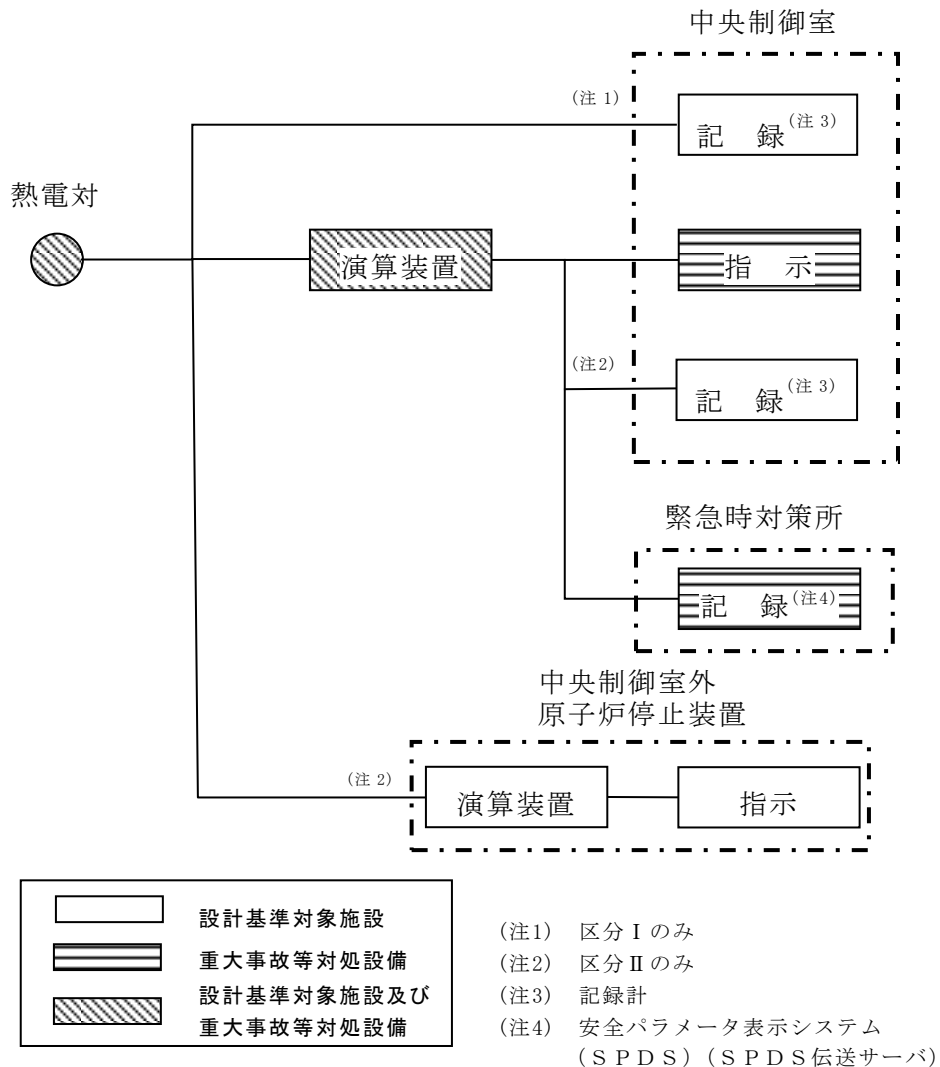 中央制御室
(注 1)
記 録(注 3)
熱電対
演算装置
指 示
(注2)
記 録(注 3)
緊急時対策所
記 録(注4)
中央制御室外
原子炉停止装置
(注 2)
演算装置
指示
設計基準対象施設
重大事故等対処設備
設計基準対象施設及び
重大事故等対処設備
(注1) 区分Ⅰのみ
(注2) 区分Ⅱのみ
(注3) 記録計
(注4) 安全パラメータ表示システム
(SPDS)(SPDS伝送サーバ)